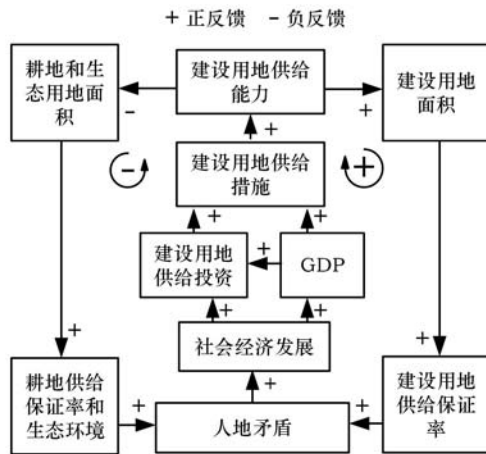 + 正反馈 - 负反馈
耕地和生
态用地面
积
建设用地供给
能力
建设用地
面积
-
+
+
建设用地供给
措施
-
+
+
+
建设用地
供给投资
+
GDP
+
+
社会经济发展
+
+
+
耕地供给
保证率和
生态环境
+
人地矛盾
+
建设用地
供给保证
率